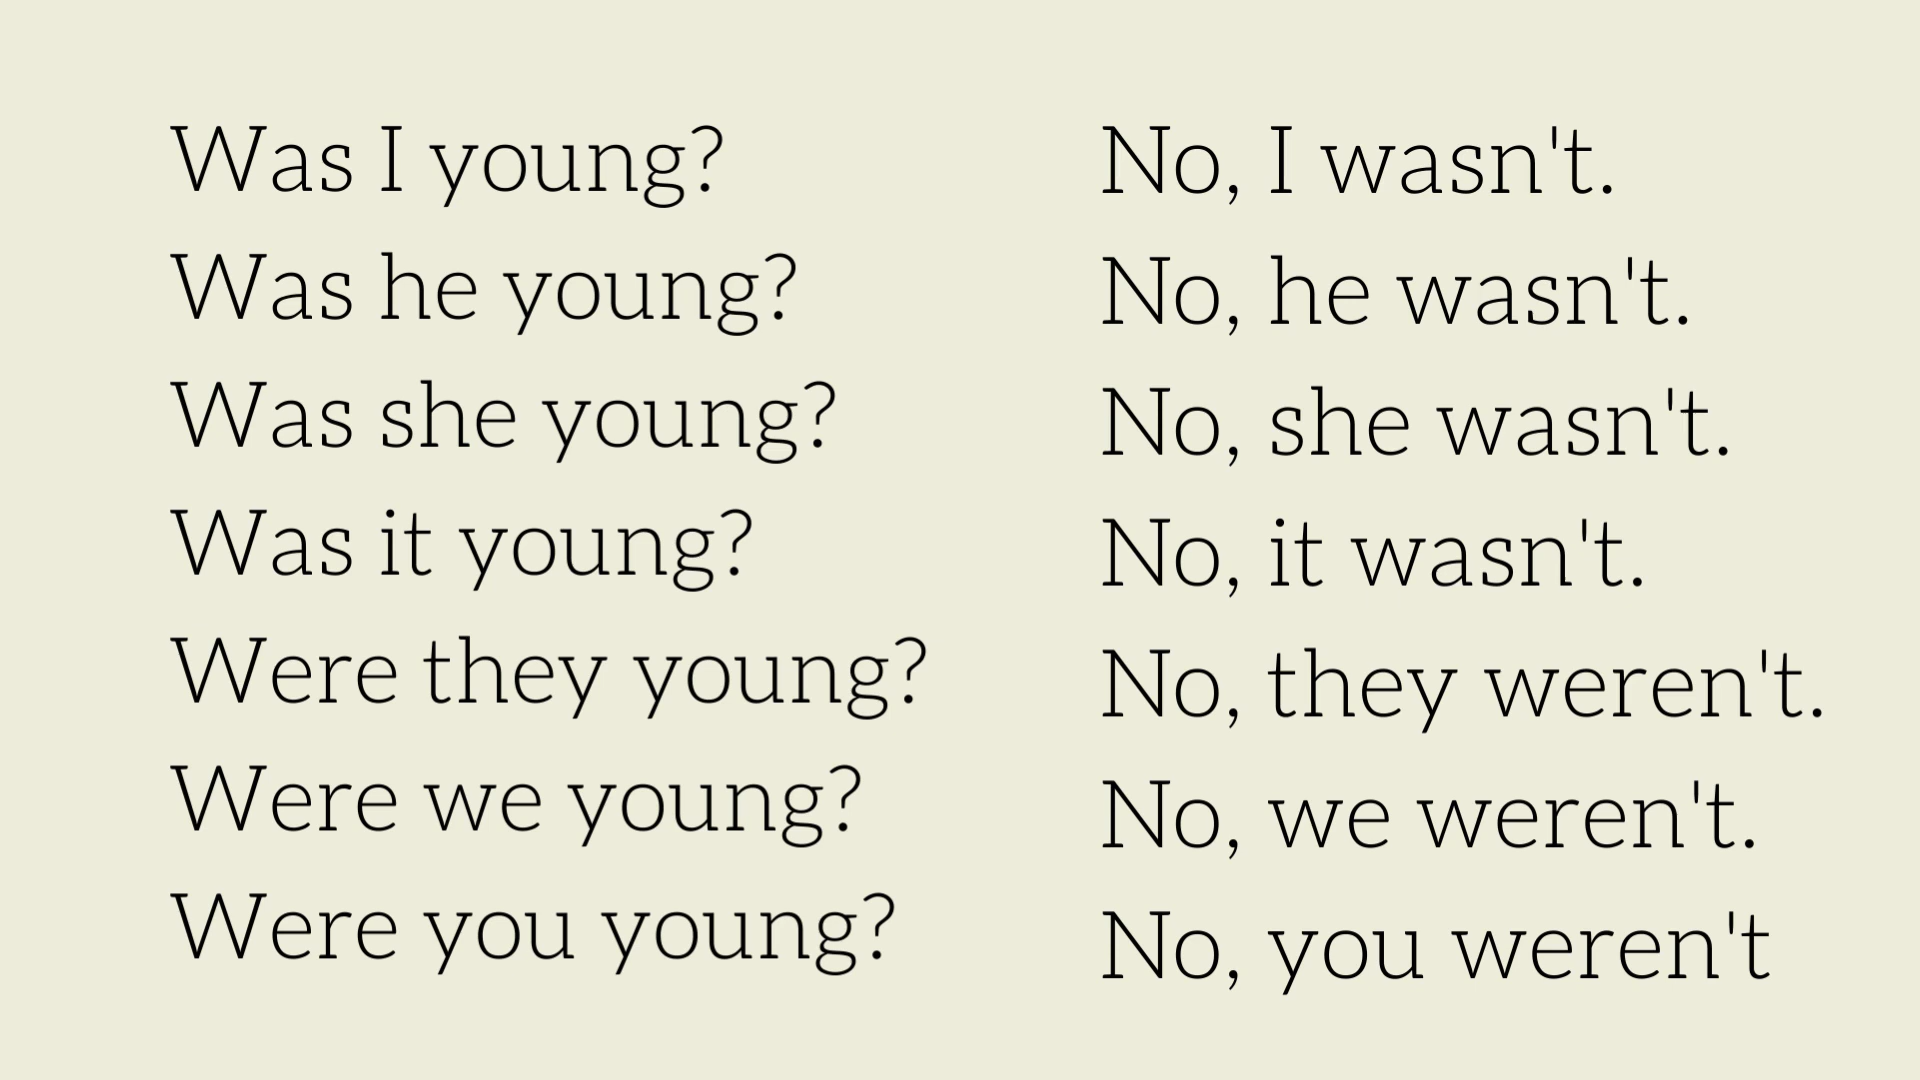 Was I young?
Was he young?
Was she young?
Was it young?
Were they young?
Were we young?
Were you young?
No, I wasn't.
No, he wasn't.
No, she wasn't.
No, it wasn't.
No, they weren't.
No, we weren't.
No, you weren't